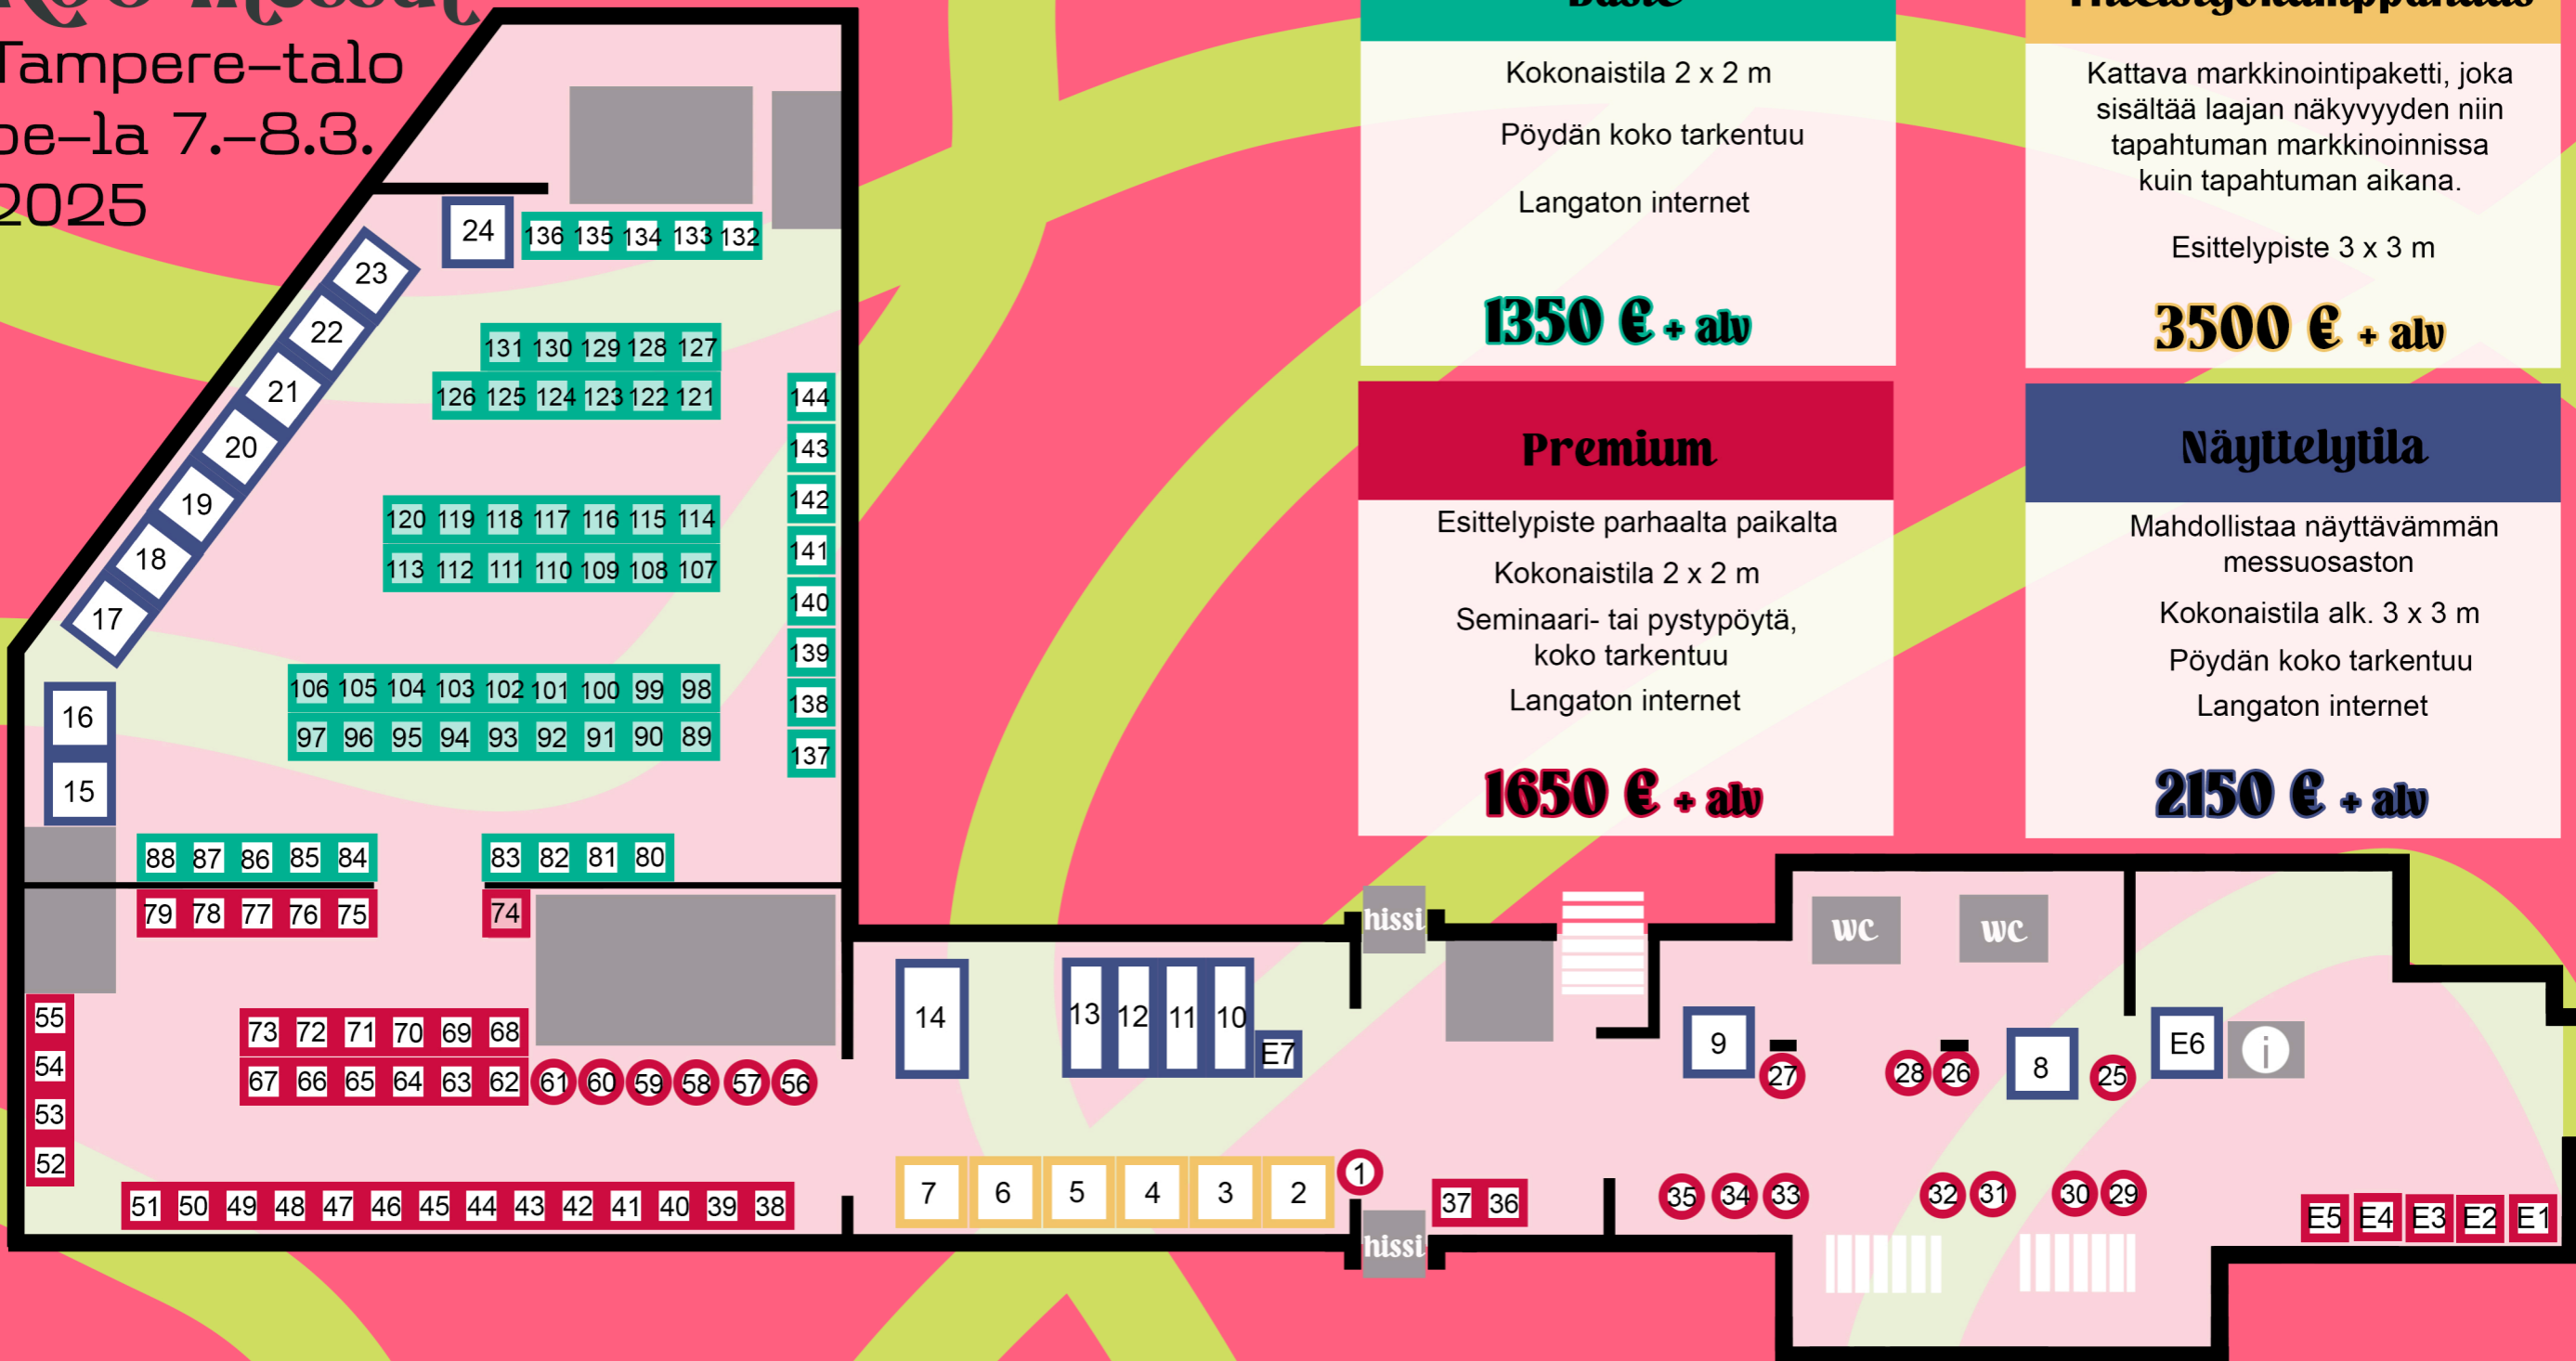 Tampere-talo
pe-la 7.-8.3.
2025
Basic
Kokonaistila 2 x 2 m
Pöydän koko tarkentuu
Langaton internet
1350 € + alv
Yhteistyökumppanuus
Kattava markkinointipaketti, joka
sisältää laajan näkyvyyden niin
tapahtuman markkinoinnissa
kuin tapahtuman aikana.
Esittelypiste 3 x 3 m
3500 € + alv
Premium
Esittelypiste parhaalta paikalta
Kokonaistila 2 x 2 m
Seminaari- tai pystypöytä,
koko tarkentuu
Langaton internet
1650 € + alv
Näyttelytila
Mahdollistaa näyttävämmän
messuosaston
Kokonaistila alk. 3 x 3 m
Pöydän koko tarkentuu
Langaton internet
2150 € + alv
24 136 135 134 133 132
23
22
21
20
19
18
17
16
15
131 130 129 128 127
126 125 124 123 122 121
120 119 118 117 116 115 114
113 112 111 110 109 108 107
106 105 104 103 102 101 100 99 98
97 96 95 94 93 92 91 90 89
144
143
142
141
140
139
138
137
88 87 86 85 84
83 82 81 80
79 78 77 76 75
74
55
54
53
52
73 72 71 70 69 68
67 66 65 64 63 62 61 60 59 58 57 56
51 50 49 48 47 46 45 44 43 42 41 40 39 38
14 13 12 11 10 E7
7 6 5 4 3 2 1
hissi
hissi
37 36
wc wc
9 27 28 26 8 25 E6 i
35 34 33 32 31 30 29
E5 E4 E3 E2 E1